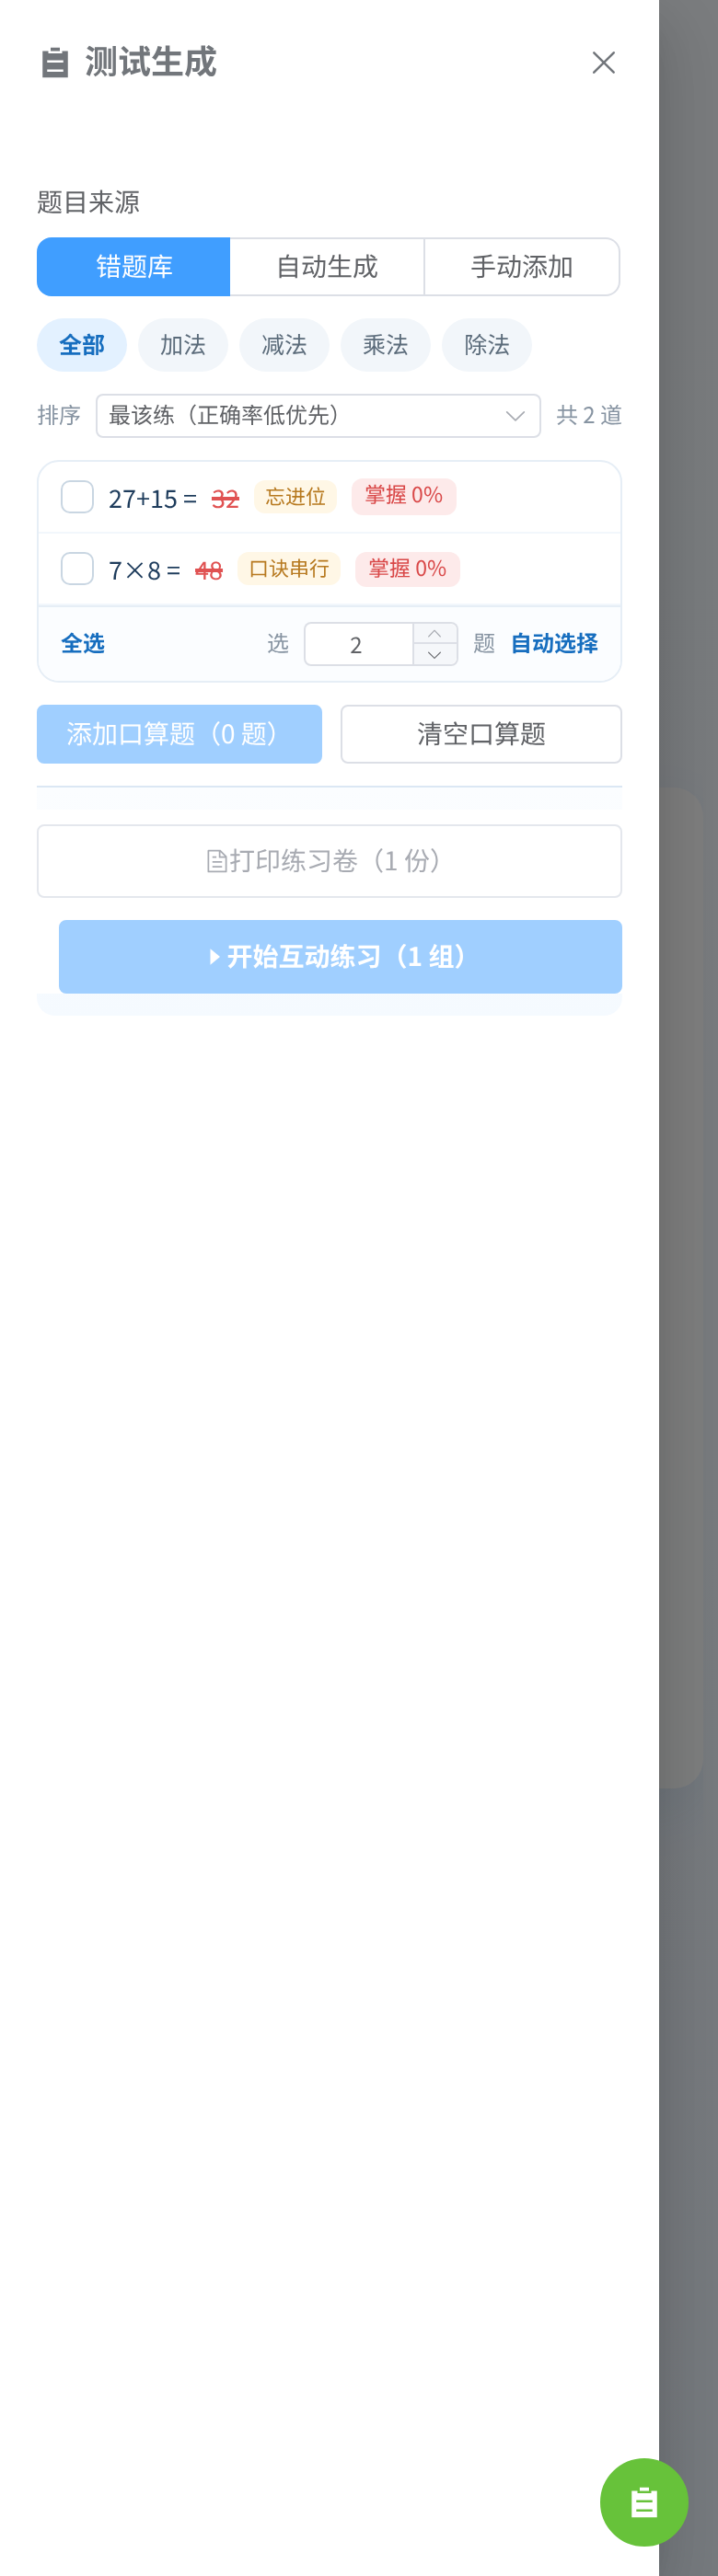 测试生成
题目来源
错题库 自动生成 手动添加
全部 加法 减法 乘法 除法
排序 最该练（正确率低优先） 共 2 道
27+15 = 32 忘进位 掌握 0%
7×8 = 48 口诀串行 掌握 0%
全选 选 2 题 自动选择
添加口算题（0 题） 清空口算题
打印练习卷（1 份）
开始互动练习（1 组）